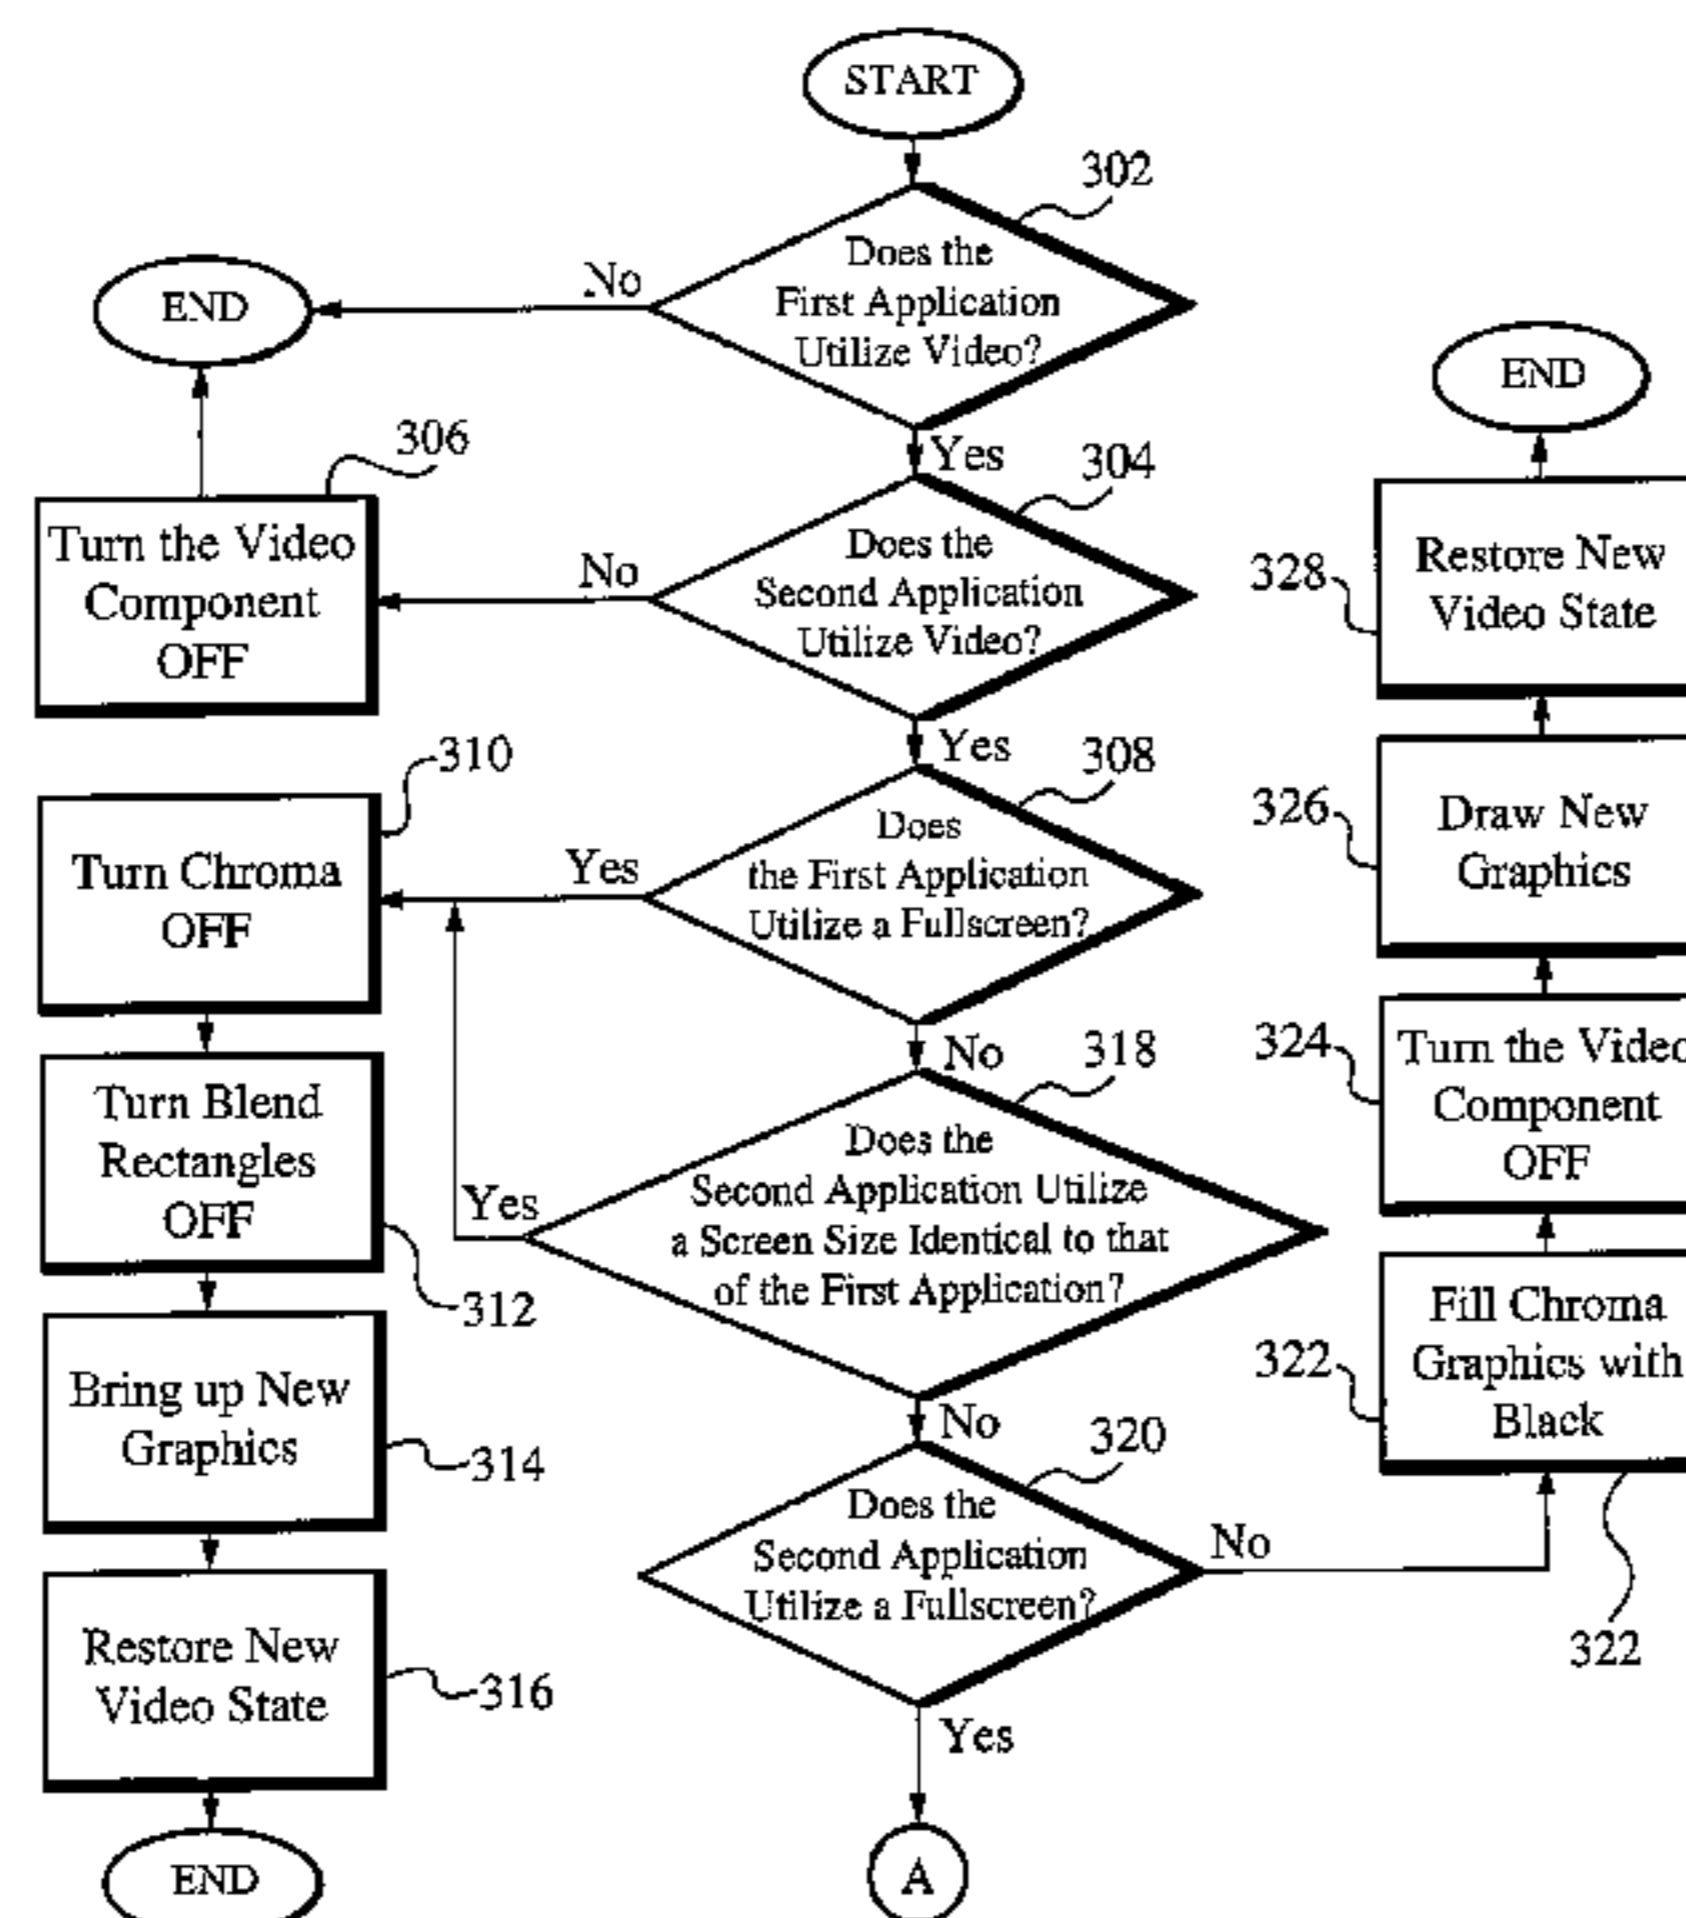 START
302
Does the
First Application
Utilize Video?
No
END
Yes
304
Does the
Second Application
Utilize Video?
No
306
Turn the Video
Component
OFF
Yes
308
Does
the First Application
Utilize a Fullscreen?
Yes
310
Turn Chroma
OFF
Turn Blend
Rectangles
OFF
312
Bring up New
Graphics
314
Restore New
Video State
316
END
No
318
Does the
Second Application Utilize
a Screen Size Identical to that
of the First Application?
Yes
No
320
Does the
Second Application
Utilize a Fullscreen?
No
Yes
A
322
Fill Chroma
Graphics with
Black
322
324
Turn the Video
Component
OFF
326
Draw New
Graphics
328
Restore New
Video State
END